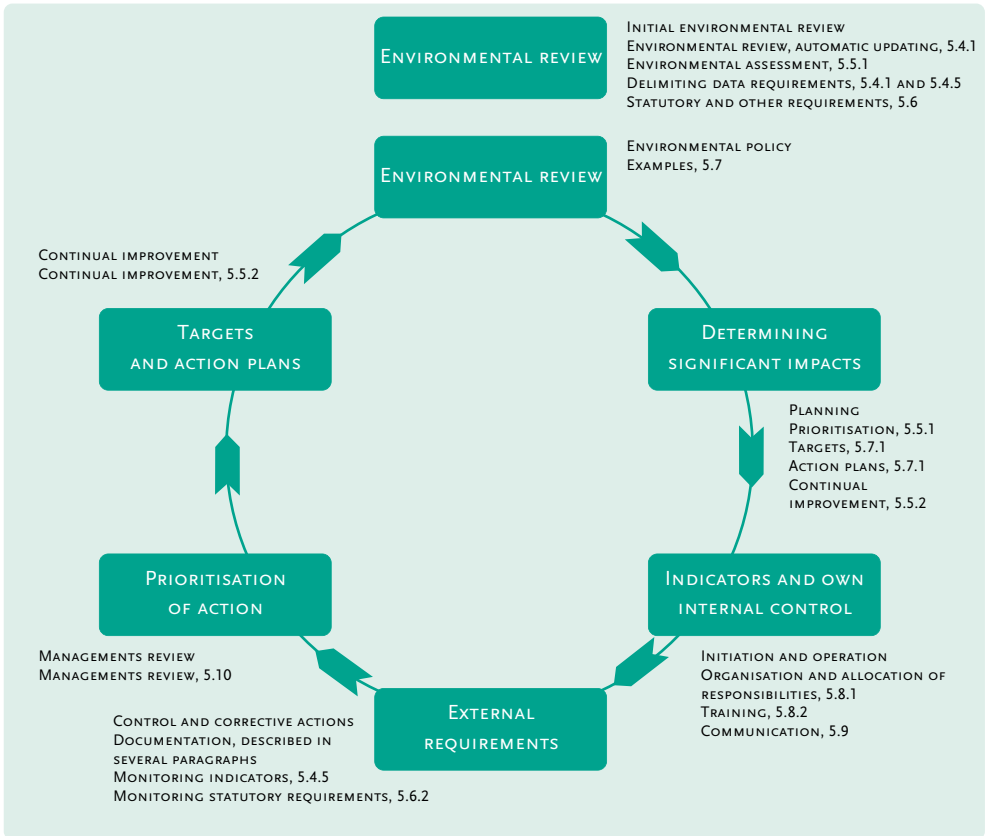 Environmental review
Initial environmental review
Environmental review, automatic updating, 5.4.1
Environmental assessment, 5.5.1
Delimiting data requirements, 5.4.1 and 5.4.5
Statutory and other requirements, 5.6
Environmental review
Environmental policy
Examples, 5.7
Continual improvement
Continual improvement, 5.5.2
Targets
and action plans
Determining
significant impacts
Planning
Prioritisation, 5.5.1
Targets, 5.7.1
Action plans, 5.7.1
Continual
improvement, 5.5.2
Prioritisation
of action
Indicators and own
internal control
Managements review
Managements review, 5.10
Initiation and operation
Organisation and allocation of
responsibilities, 5.8.1
Training, 5.8.2
Communication, 5.9
External
requirements
Control and corrective actions
Documentation, described in
several paragraphs
Monitoring indicators, 5.4.5
Monitoring statutory requirements, 5.6.2